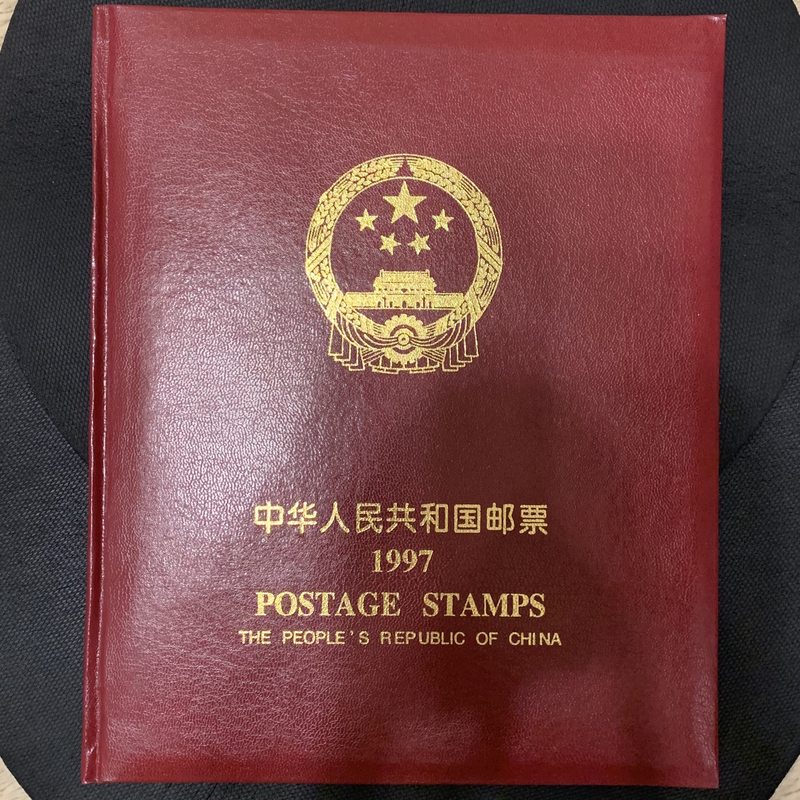 中华人民共和国邮票
1997
POSTAGE STAMPS
THE PEOPLE'S REPUBLIC OF CHINA